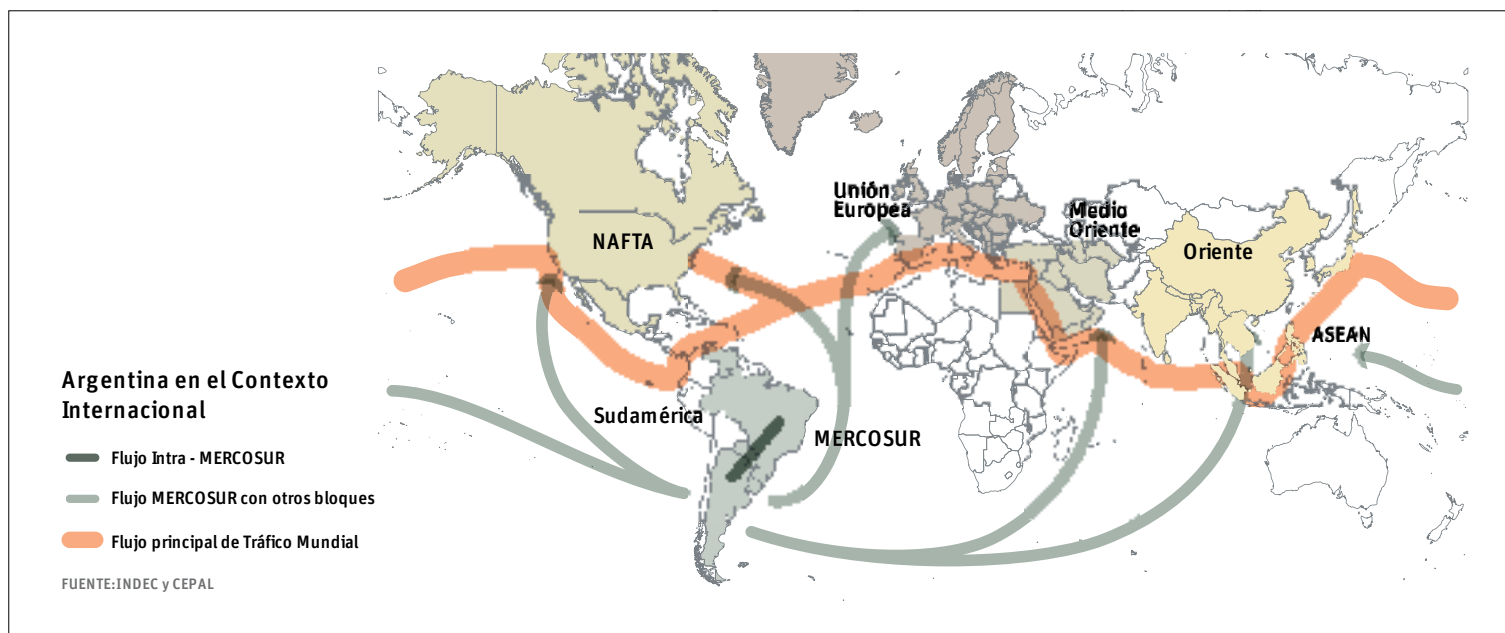 Unión
Europea
Medio
Oriente
NAFTA
Oriente
ASEAN
Argentina en el Contexto
Internacional
Sudamérica
MERCOSUR
Flujo Intra - MERCOSUR
Flujo MERCOSUR con otros bloques
Flujo principal de Tráfico Mundial
FUENTE:INDEC y CEPAL